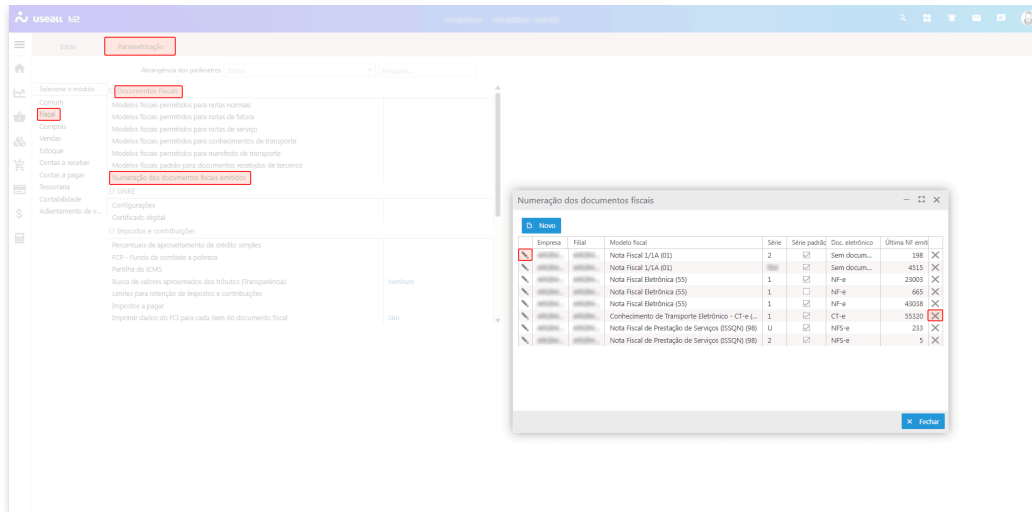 useall M2
Início Parametrização
Abrangência dos parâmetros Pesquisa...
Selecione o módulo
Comum
Fiscal
Compras
Vendas
Estoque
Contas a receber
Contas a pagar
Tesouraria
Contabilidade
Adiantamento de v...
Documentos Fiscais
Modelos fiscais permitidos para notas normais
Modelos fiscais permitidos para notas de fatura
Modelos fiscais permitidos para notas de serviço
Modelos fiscais permitidos para conhecimentos de transporte
Modelos fiscais permitidos para manifesto de transporte
Modelos fiscais padrão para documentos recebidos de terceiros
Numeração dos documentos fiscais emitidos
GNRE
Configurações
Certificado digital
Impostos e contribuições
Percentuais de aproveitamento de crédito simples
FCP - Fundo de combate a pobreza
Partilha do ICMS
Busca de valores aproximados dos tributos (Transparência) Nenhum
Limites para retenção de impostos e contribuições
Impostos a pagar
Imprimir dados do FCI para cada item do documento fiscal Sim
Numeração dos documentos fiscais
Novo
Empresa Filial Modelo fiscal Série Série padrão Doc. eletrônico Última NF emiti
Nota Fiscal 1/1A (01) 2 Sem docum... 198
Nota Fiscal 1/1A (01) Sem docum... 4515
Nota Fiscal Eletrônica (55) 1 NF-e 23003
Nota Fiscal Eletrônica (55) 1 NF-e 665
Nota Fiscal Eletrônica (55) 1 NF-e 43038
Conhecimento de Transporte Eletrônico - CT-e (... 1 CT-e 55320
Nota Fiscal de Prestação de Serviços (ISSQN) (98) U NFS-e 233
Nota Fiscal de Prestação de Serviços (ISSQN) (98) 2 NFS-e 5
Fechar